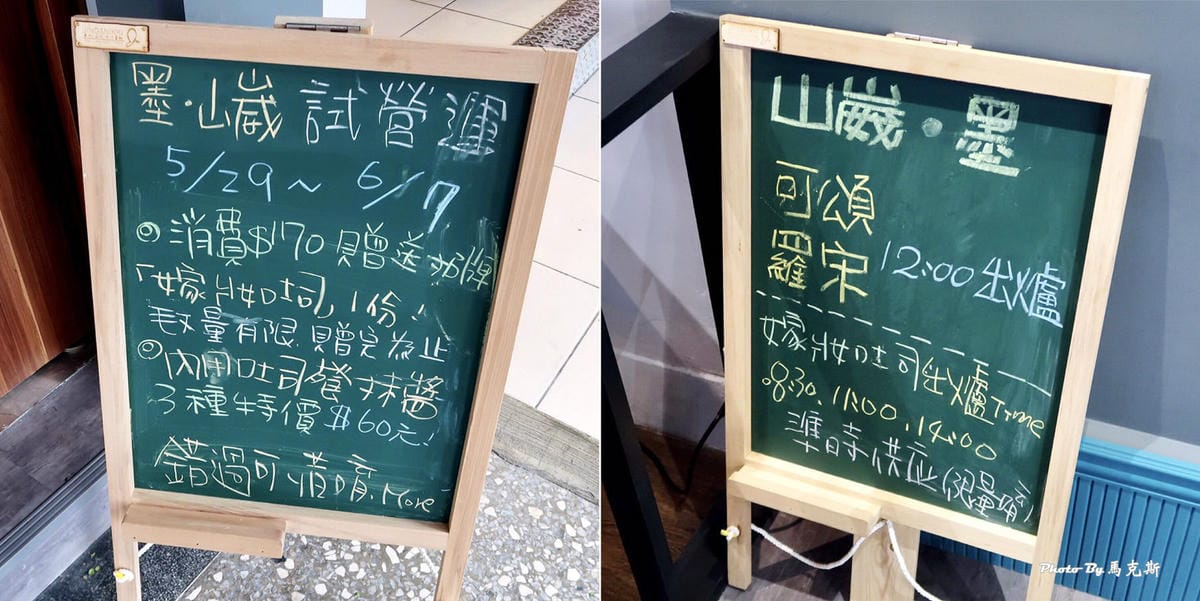 墨·山崴 試營運
5/29~ 6/7
◎消費$170 贈送 招牌
「嫁妝吐司」1份!
數量有限 贈完為止
◎內用吐司餐 抹醬
3種特價$60元!
錯過可惜唷 More
山崴·墨
可頌
羅宋 12:00出爐
嫁妝吐司出爐Time
8:30、11:00、14:00
準時供應(限量唷)
Photo By 馬克斯